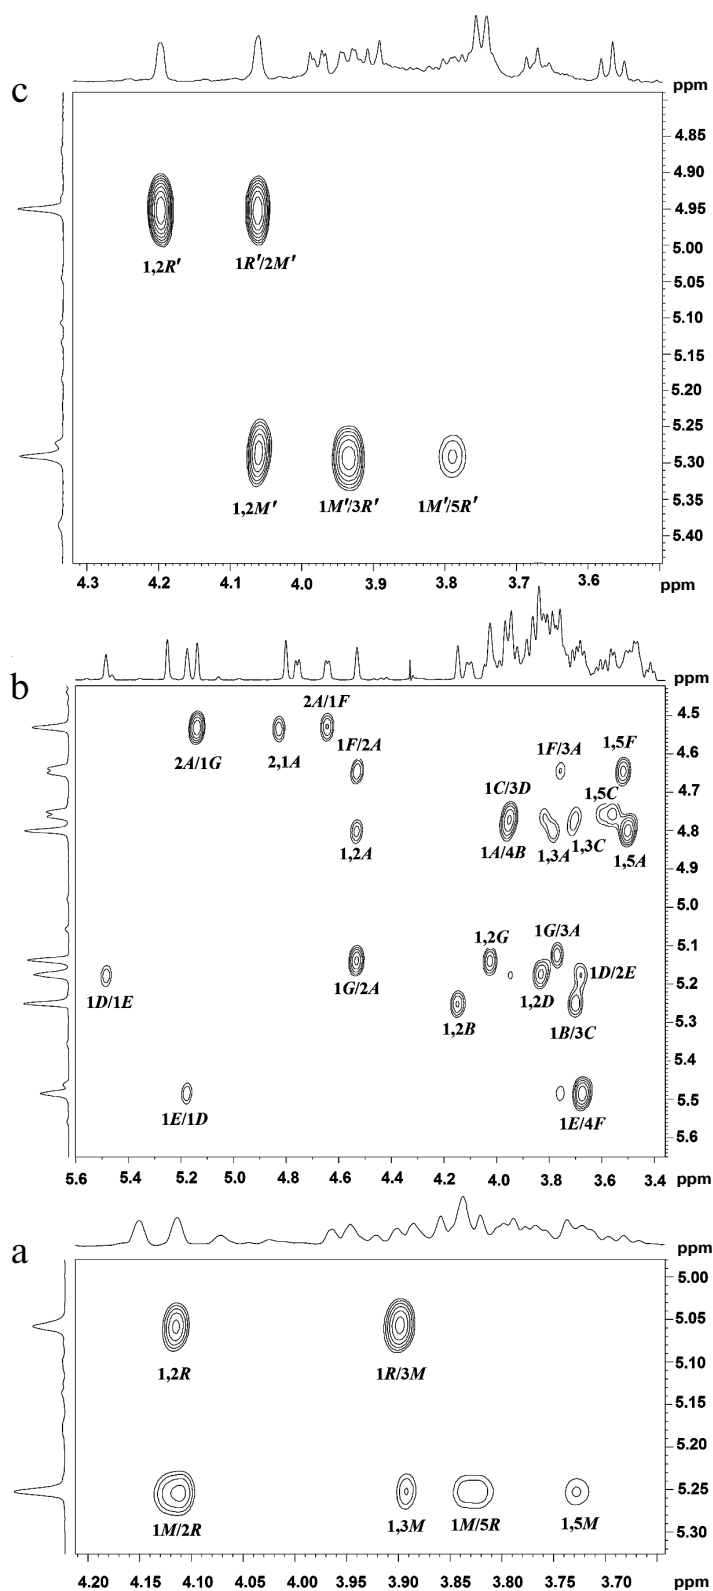 c
ppm
4.85
4.90
4.95
5.00
5.05
5.10
5.15
5.20
5.25
5.30
5.35
5.40
1,2R′ 1R′/2M′
1,2M′ 1M′/3R′ 1M′/5R′
4.3 4.2 4.1 4.0 3.9 3.8 3.7 3.6 ppm
b
ppm
4.5
4.6
4.7
4.8
4.9
5.0
5.1
5.2
5.3
5.4
5.5
5.6
2A/1F
2A/1G 2,1A 1F/2A 1F/3A 1,5F
1C/3D 1,5C
1,2A 1A/4B 1,3A 1,3C 1,5A
1,2G 1G/3A
1D/1E 1G/2A 1,2B 1,2D 1D/2E
1B/3C
1E/1D 1E/4F
5.6 5.4 5.2 5.0 4.8 4.6 4.4 4.2 4.0 3.8 3.6 3.4 ppm
a
ppm
5.00
5.05
5.10
5.15
5.20
5.25
5.30
1,2R 1R/3M
1M/2R 1,3M 1M/5R 1,5M
4.20 4.15 4.10 4.05 4.00 3.95 3.90 3.85 3.80 3.75 3.70 ppm